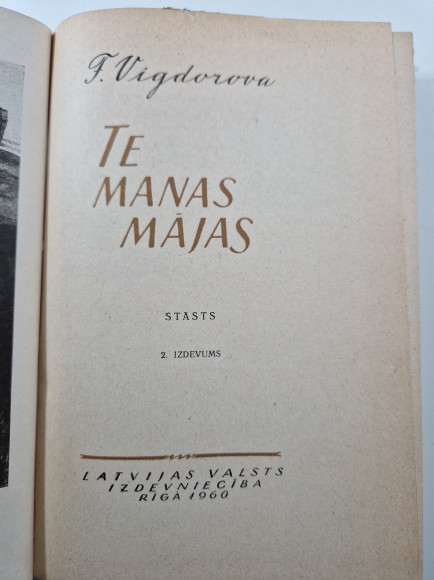 F. Vigdorova
TE
MANAS
MĀJAS
STĀSTS
2. IZDEVUMS
LATVIJAS VALSTS
IZDEVNIECĪBA
RĪGĀ 1960